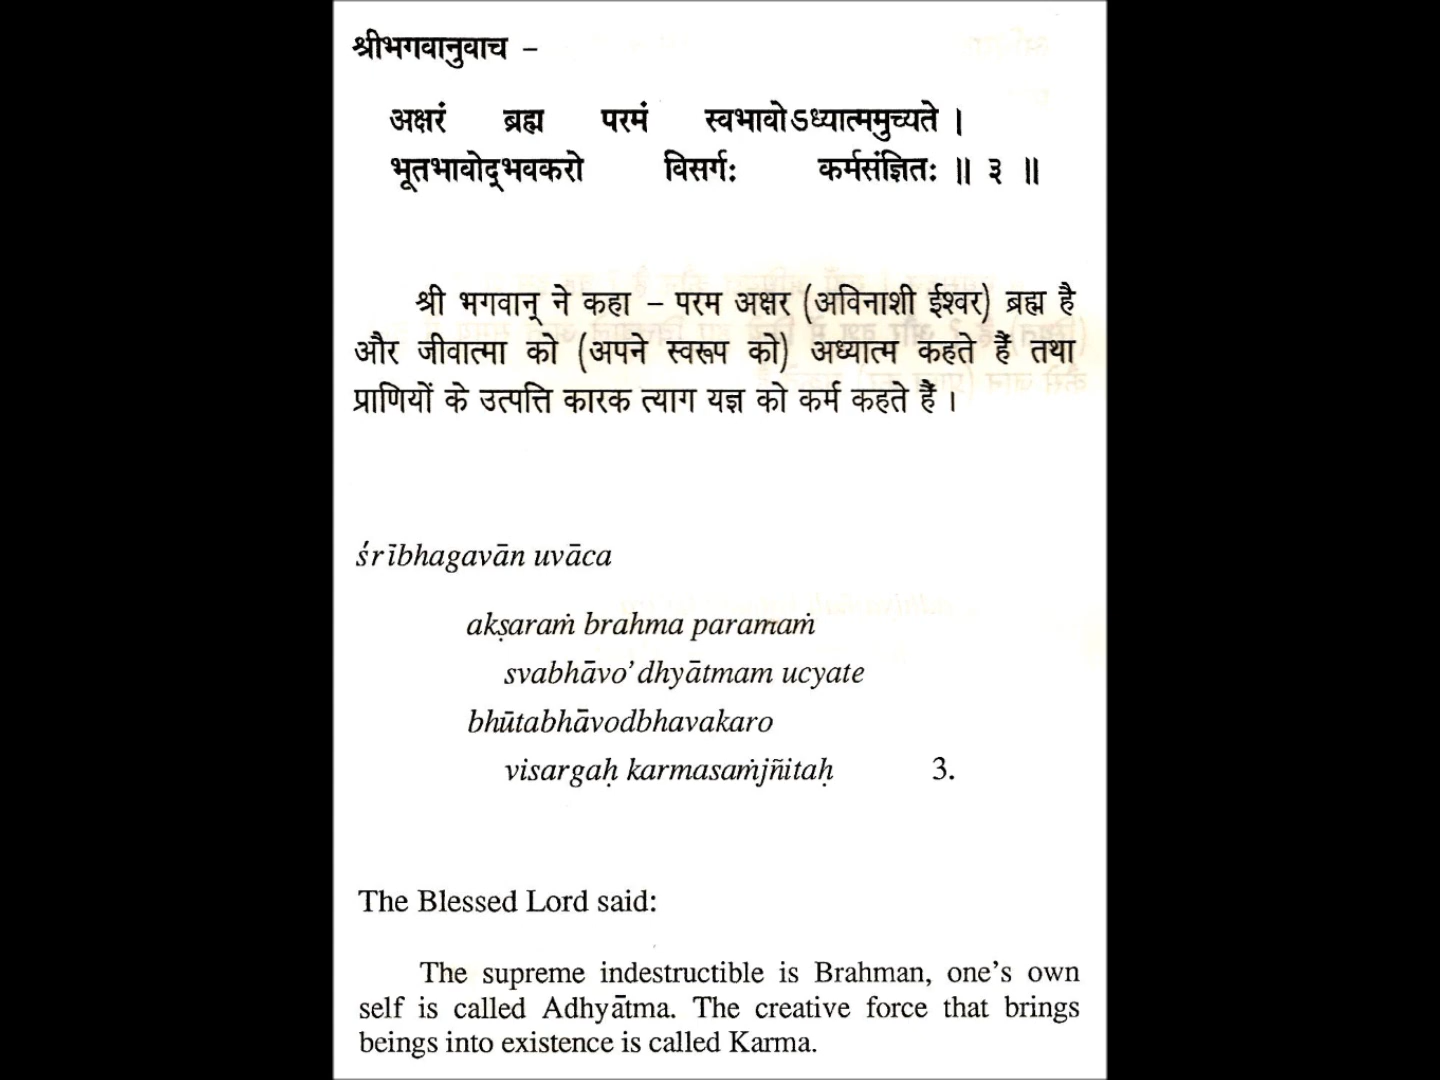 श्रीभगवानुवाच –
अक्षरं ब्रह्म परमं स्वभावोऽध्यात्ममुच्यते ।
भूतभावोद्भवकरो विसर्गः कर्मसंज्ञितः ॥ ३ ॥
श्री भगवान् ने कहा – परम अक्षर (अविनाशी ईश्वर) ब्रह्म है
और जीवात्मा को (अपने स्वरूप को) अध्यात्म कहते हैं तथा
प्राणियों के उत्पत्ति कारक त्याग यज्ञ को कर्म कहते हैं ।
śrībhagavān uvāca
akṣaraṁ brahma paramaṁ
svabhāvo’dhyātmam ucyate
bhūtabhāvodbhavakaro
visargaḥ karmasaṁjñitaḥ 3.
The Blessed Lord said:
The supreme indestructible is Brahman, one’s own
self is called Adhyātma. The creative force that brings
beings into existence is called Karma.